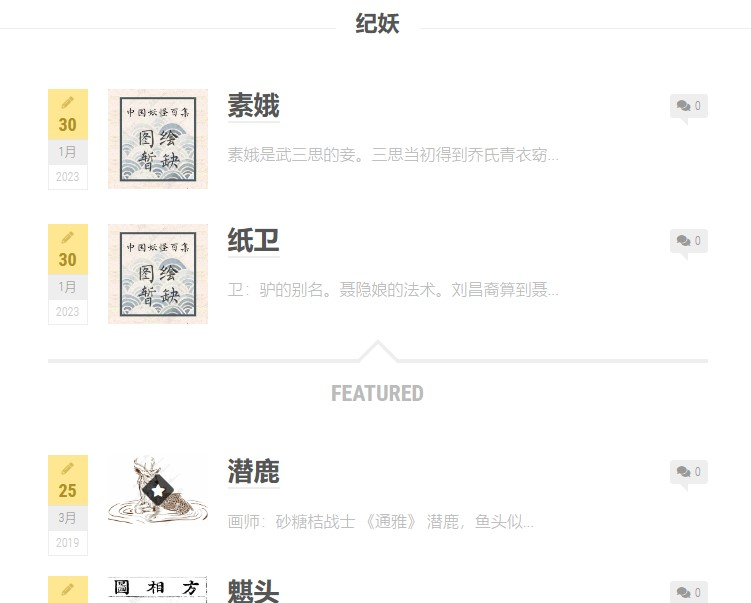 纪妖
30
1月
2023
中国妖怪百集
图绘
暂缺
素娥
0
素娥是武三思的妾。三思当初得到乔氏青衣窈...
30
1月
2023
中国妖怪百集
图绘
暂缺
纸卫
0
卫：驴的别名。聂隐娘的法术。刘昌裔算到聂...
FEATURED
25
3月
2019
潜鹿
0
画师：砂糖桔战士 《通雅》 潜鹿，鱼头似...
圖相方
魌头
0